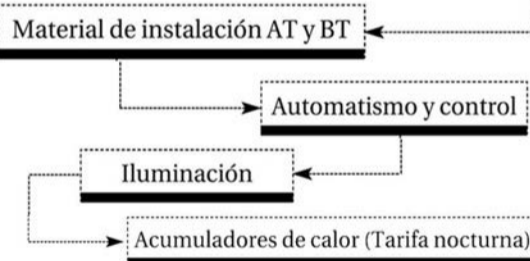 Material de instalación AT y BT
Automatismo y control
Iluminación
Acumuladores de calor (Tarifa nocturna)